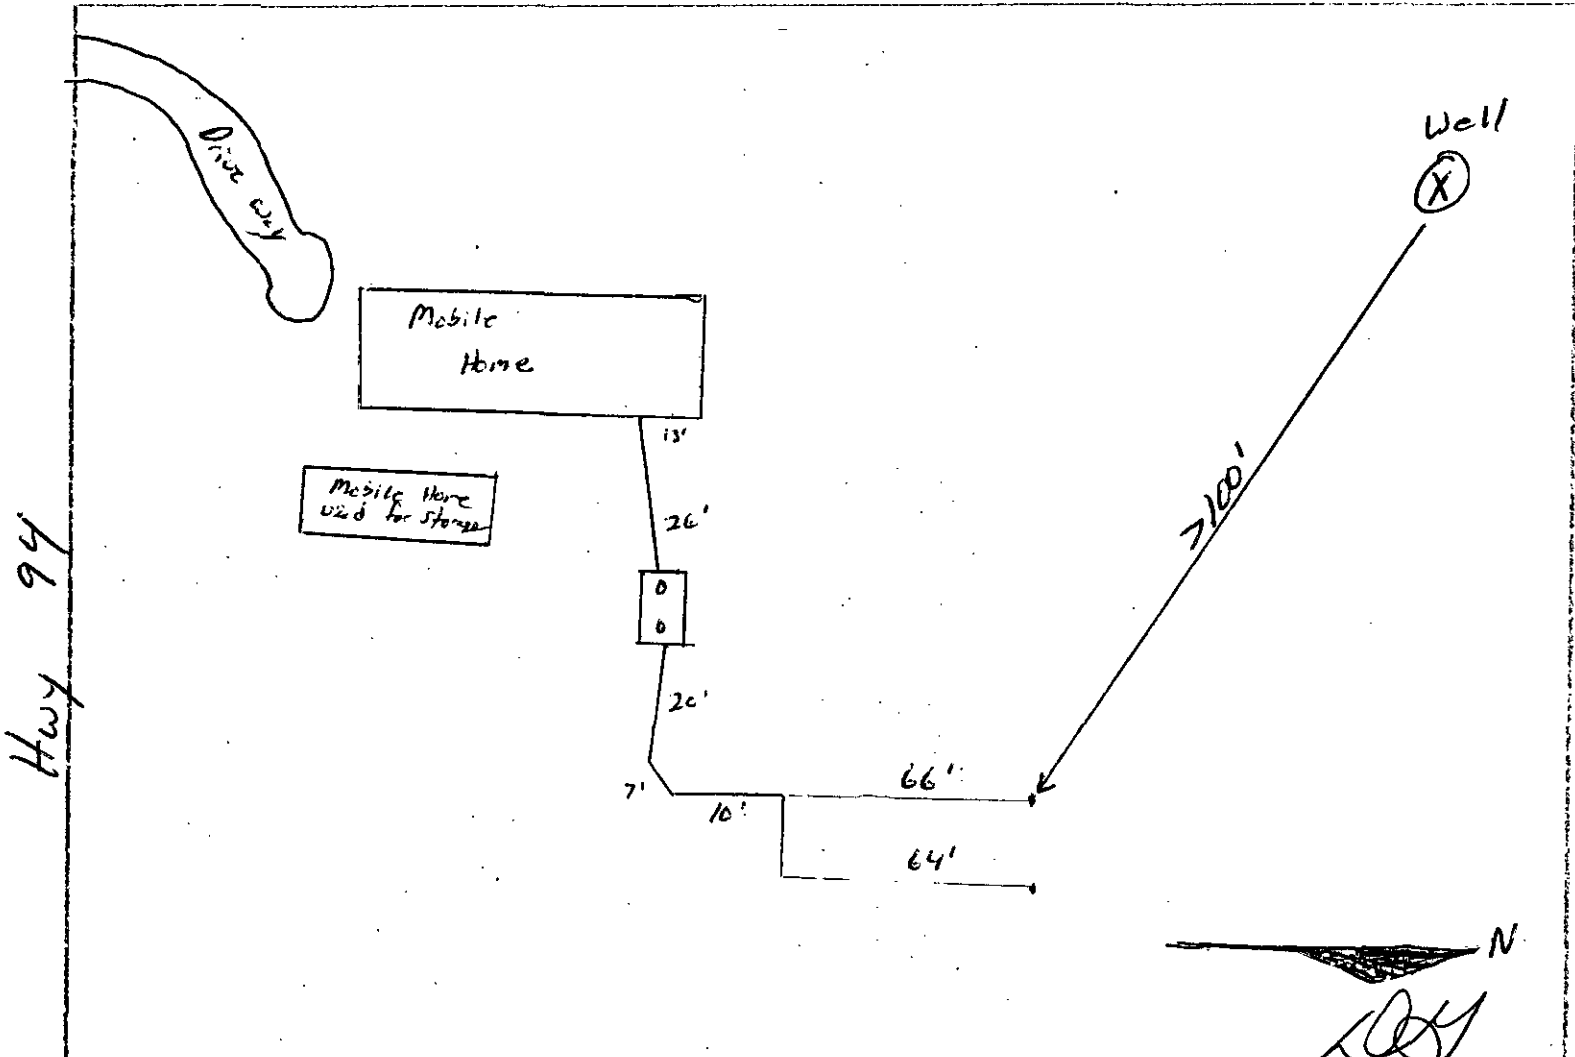 Well
X
Drive way
Mobile
Home
13'
Mobile Home
used for storage
26'
>100'
Hwy 94
20'
66'
7'
10'
64'
N